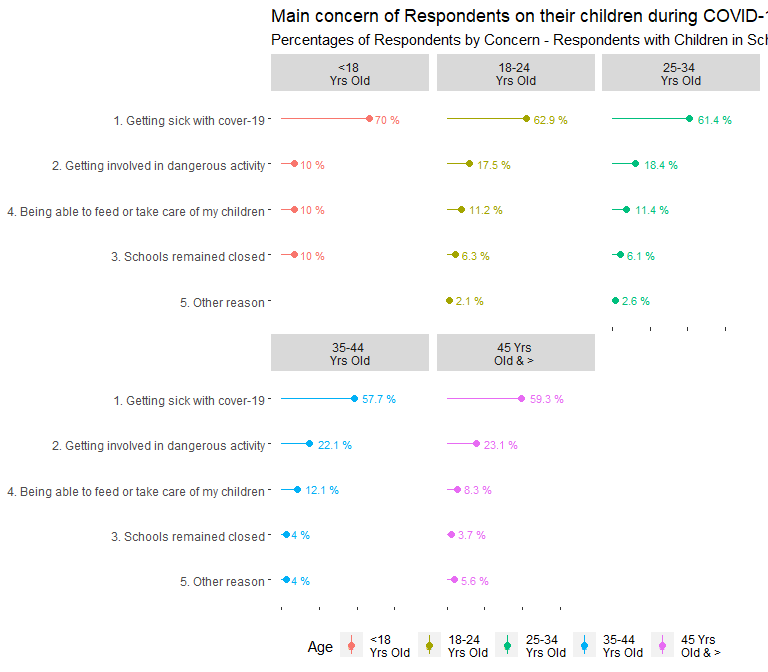 Main concern of Respondents on their children during COVID-
Percentages of Respondents by Concern - Respondents with Children in
<18
Yrs Old
18-24
Yrs Old
25-34
Yrs Old
1. Getting sick with cover-19
70 %
62.9 %
61.4 %
2. Getting involved in dangerous activity
10 %
17.5 %
18.4 %
4. Being able to feed or take care of my children
10 %
11.2 %
11.4 %
3. Schools remained closed
10 %
6.3 %
6.1 %
5. Other reason
2.1 %
2.6 %
35-44
Yrs Old
45 Yrs
Old & >
1. Getting sick with cover-19
57.7 %
59.3 %
2. Getting involved in dangerous activity
22.1 %
23.1 %
4. Being able to feed or take care of my children
12.1 %
8.3 %
3. Schools remained closed
4 %
3.7 %
5. Other reason
4 %
5.6 %
Age
<18
Yrs Old
18-24
Yrs Old
25-34
Yrs Old
35-44
Yrs Old
45 Yrs
Old & >